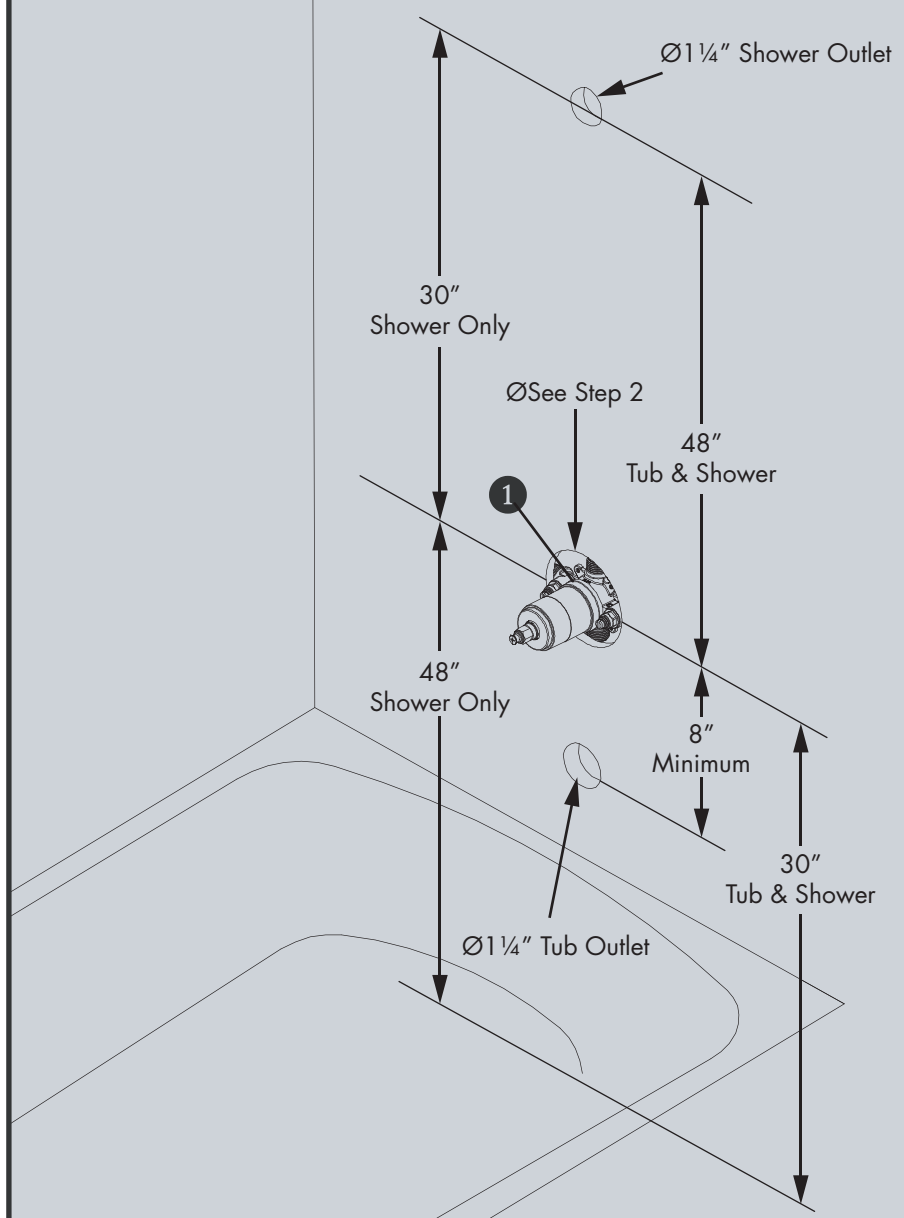 Ø1¼" Shower Outlet
30"
Shower Only
ØSee Step 2
48"
Tub & Shower
1
48"
Shower Only
8"
Minimum
30"
Tub & Shower
Ø1¼" Tub Outlet